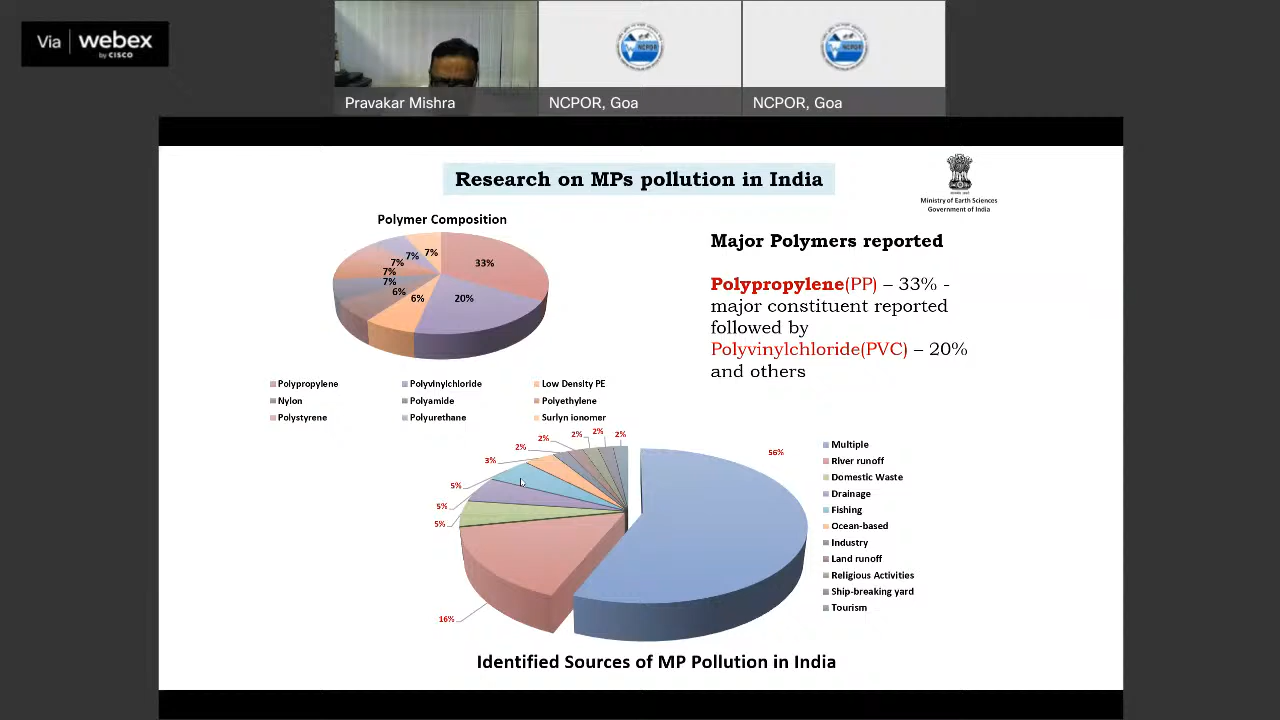 Via webex
by CISCO
Pravakar Mishra
NCPOR
NCPOR, Goa
NCPOR
NCPOR, Goa
Research on MPs pollution in India
Ministry of Earth Sciences
Government of India
Polymer Composition
33%
20%
6%
6%
7%
7%
7%
7%
7%
Polypropylene
Polyvinylchloride
Low Density PE
Nylon
Polyamide
Polyethylene
Polystyrene
Polyurethane
Surlyn ionomer
Major Polymers reported
Polypropylene(PP) – 33% -
major constituent reported
followed by
Polyvinylchloride(PVC) – 20%
and others
56%
16%
5%
5%
5%
3%
2%
2%
2%
2%
2%
Multiple
River runoff
Domestic Waste
Drainage
Fishing
Ocean-based
Industry
Land runoff
Religious Activities
Ship-breaking yard
Tourism
Identified Sources of MP Pollution in India